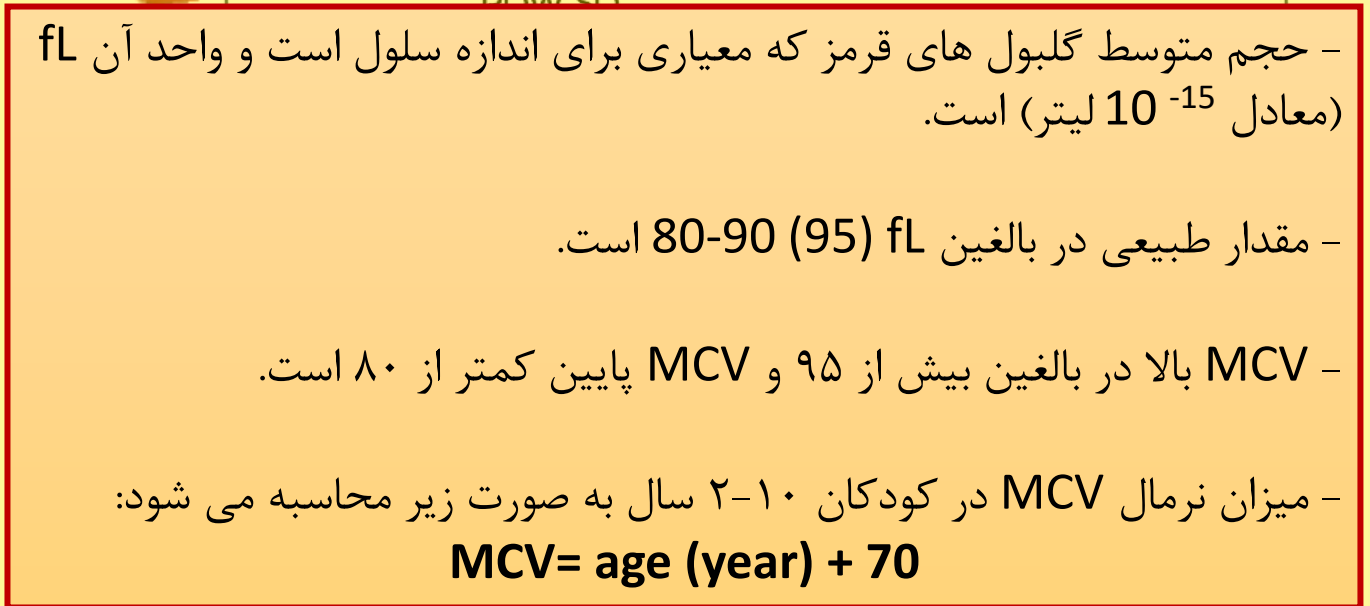 – حجم متوسط گلبول های قرمز که معیاری برای اندازه سلول است و واحد آن fL
(معادل 10 -15 لیتر) است.
– مقدار طبیعی در بالغین 80-90 (95) fL است.
– MCV بالا در بالغین بیش از ۹۵ و MCV پایین کمتر از ۸۰ است.
– میزان نرمال MCV در کودکان ۱۰-۲ سال به صورت زیر محاسبه می شود:
MCV= age (year) + 70